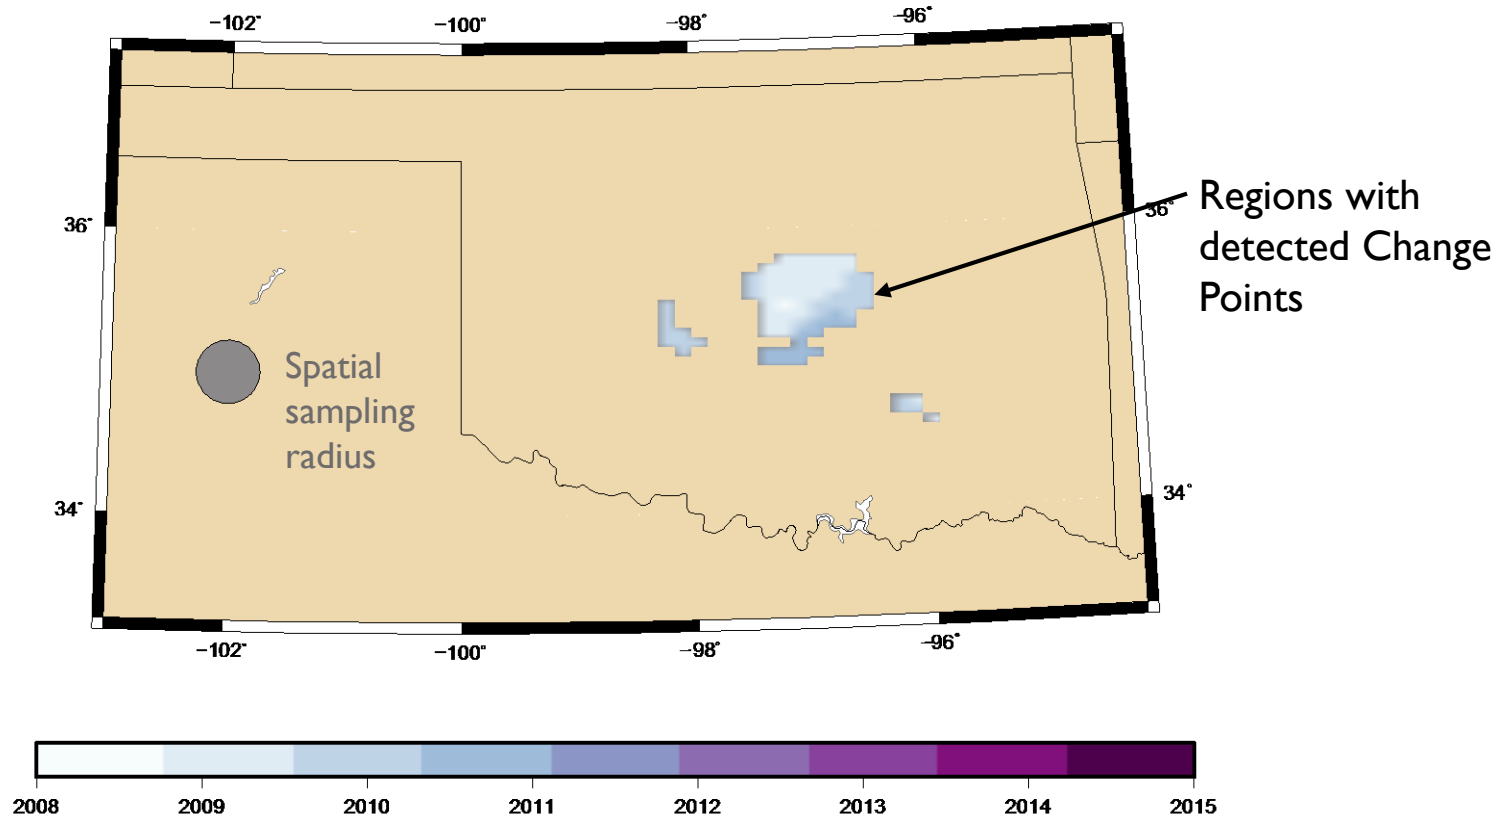 −102° −100° −98° −96°
36° 36°
Regions with
detected Change
Points
Spatial
sampling
radius
34° 34°
−102° −100° −98° −96°
2008 2009 2010 2011 2012 2013 2014 2015